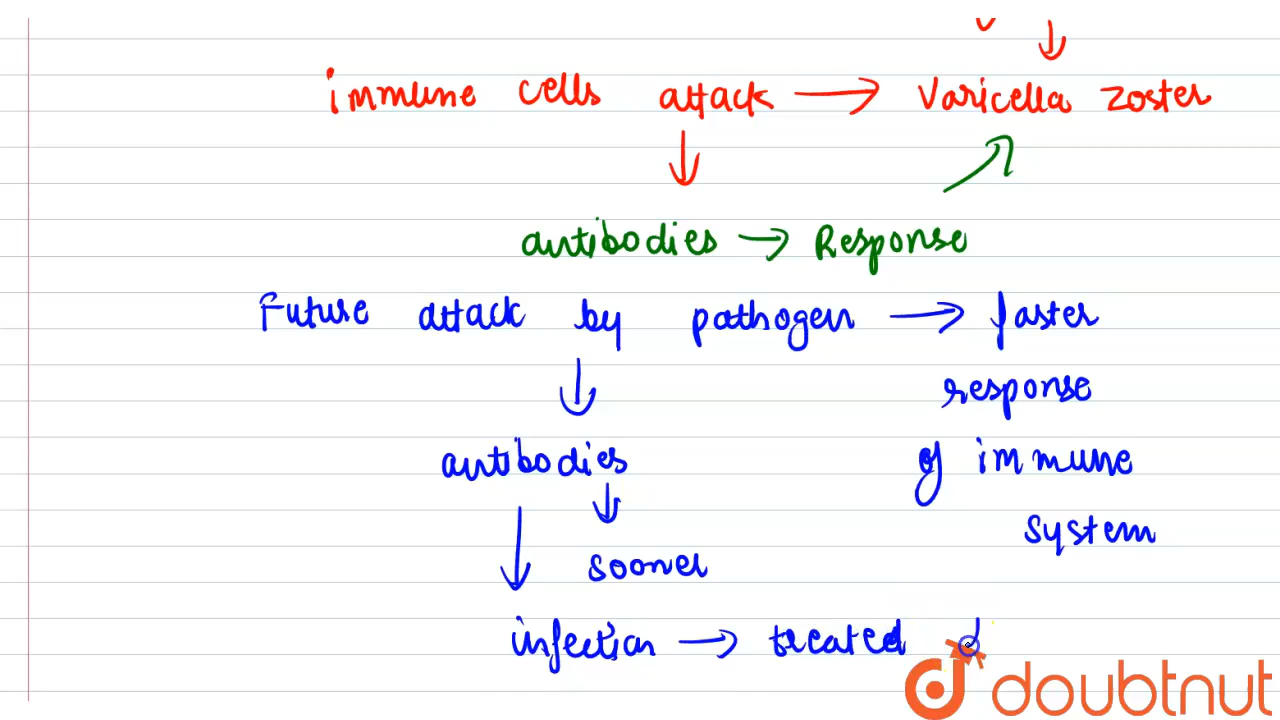 immune cells attack → Varicella zoster
antibodies → Response
Future attack by pathogen → faster
response
antibodies of immune
system
sooner
infection → treated
doubtnut